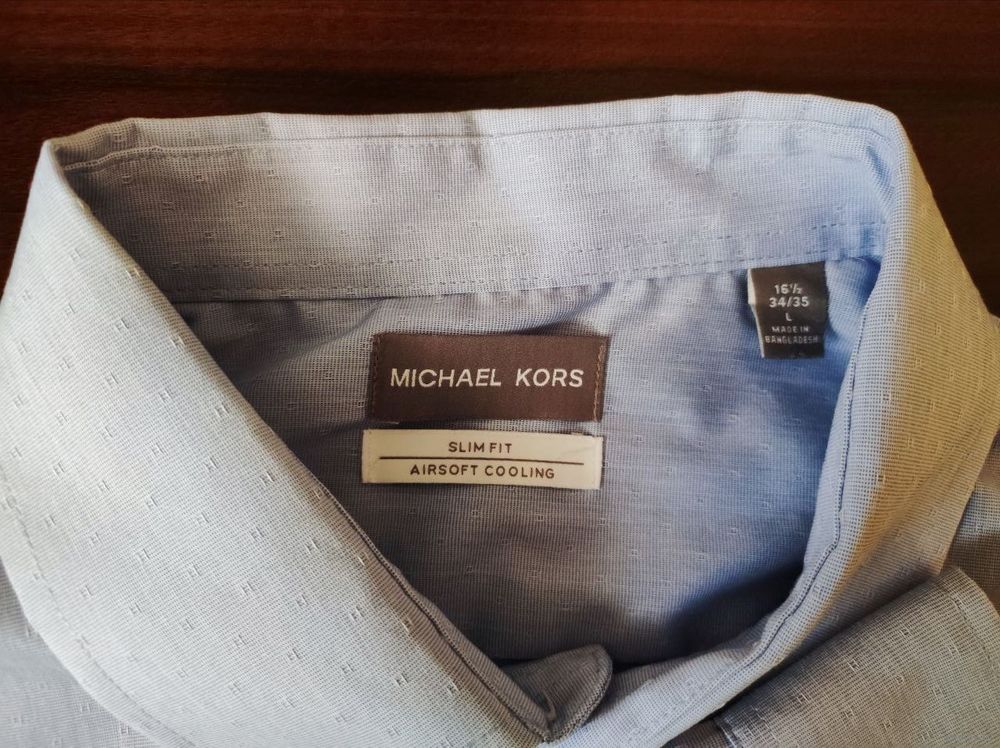 16½
34/35
L
MADE IN
BANGLADESH
MICHAEL KORS
SLIM FIT
AIRSOFT COOLING